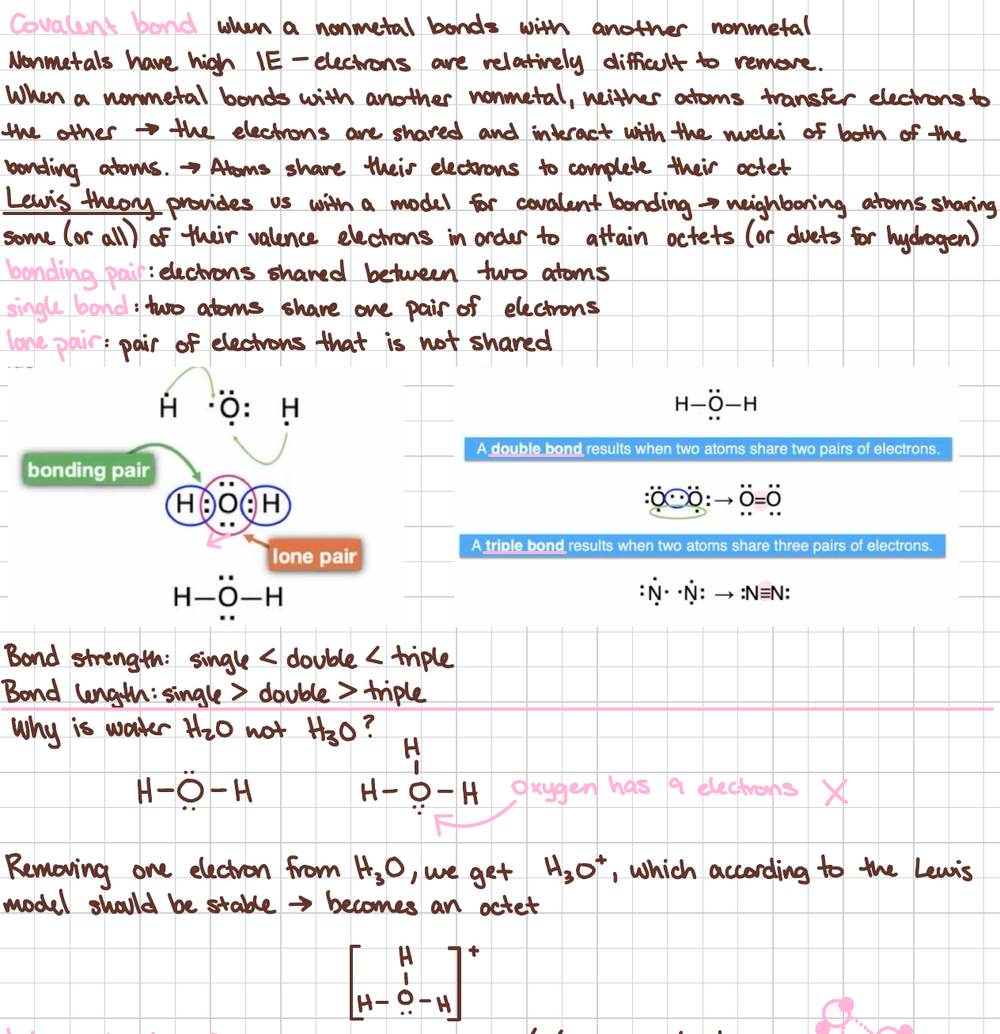 Covalent bond when a nonmetal bonds with another nonmetal
Nonmetals have high IE – electrons are relatively difficult to remove.
When a nonmetal bonds with another nonmetal, neither atoms transfer electrons to
the other → the electrons are shared and interact with the nuclei of both of the
bonding atoms. → Atoms share their electrons to complete their octet
Lewis theory provides us with a model for covalent bonding → neighboring atoms sharing
some (or all) of their valence electrons in order to attain octets (or duets for hydrogen)
bonding pair: electrons shared between two atoms
single bond: two atoms share one pair of electrons
lone pair: pair of electrons that is not shared
H ·O: H
bonding pair
H:O:H
lone pair
H–O–H
H–O–H
A double bond results when two atoms share two pairs of electrons.
:O··O: → O=O
A triple bond results when two atoms share three pairs of electrons.
:N· ·N: → :N≡N:
Bond strength: single < double < triple
Bond length: single > double > triple
Why is water H₂O not H₃O?
H
H–O–H H–O–H oxygen has 9 electrons X
Removing one electron from H₃O, we get H₃O⁺, which according to the Lewis
model should be stable → becomes an octet
[H
H–O–H]⁺